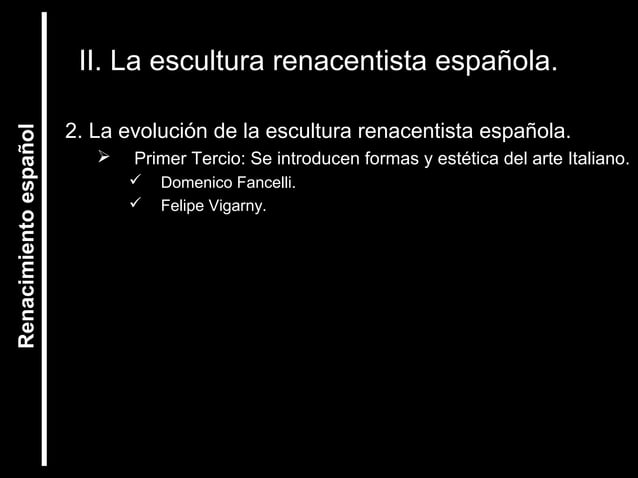 II. La escultura renacentista española.
2. La evolución de la escultura renacentista española.
➢ Primer Tercio: Se introducen formas y estética del arte Italiano.
✓ Domenico Fancelli.
✓ Felipe Vigarny.
Renacimiento español